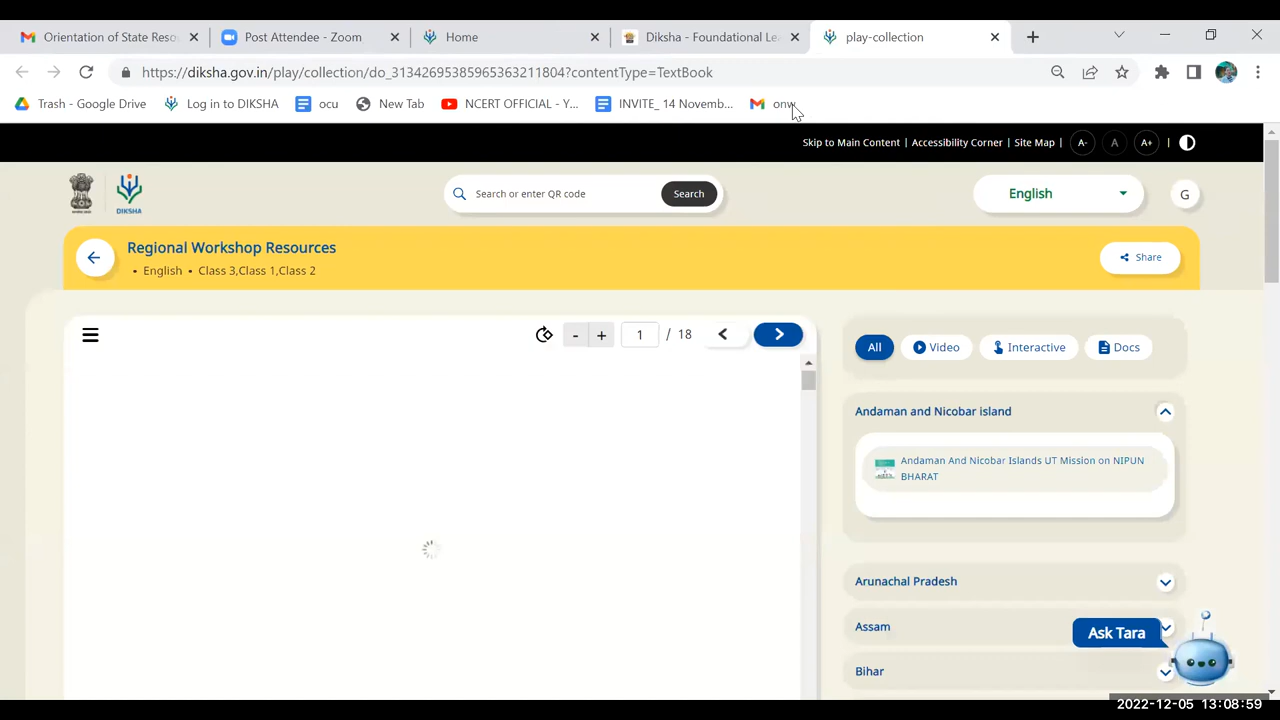 Orientation of State Resou
Post Attendee - Zoom
Home
Diksha - Foundational Lea
play-collection
https://diksha.gov.in/play/collection/do_31342695385965363211804?contentType=TextBook
Trash - Google Drive
Log in to DIKSHA
ocu
New Tab
NCERT OFFICIAL - Y...
INVITE_ 14 Novemb...
onw
Skip to Main Content | Accessibility Corner | Site Map | A- A A+ |
DIKSHA
Search or enter QR code
Search
English
G
Regional Workshop Resources
• English • Class 3,Class 1,Class 2
Share
- + 1 / 18 < >
All
Video
Interactive
Docs
Andaman and Nicobar island
Andaman And Nicobar Islands UT Mission on NIPUN
BHARAT
Arunachal Pradesh
Assam
Ask Tara
Bihar
2022-12-05 13:08:59